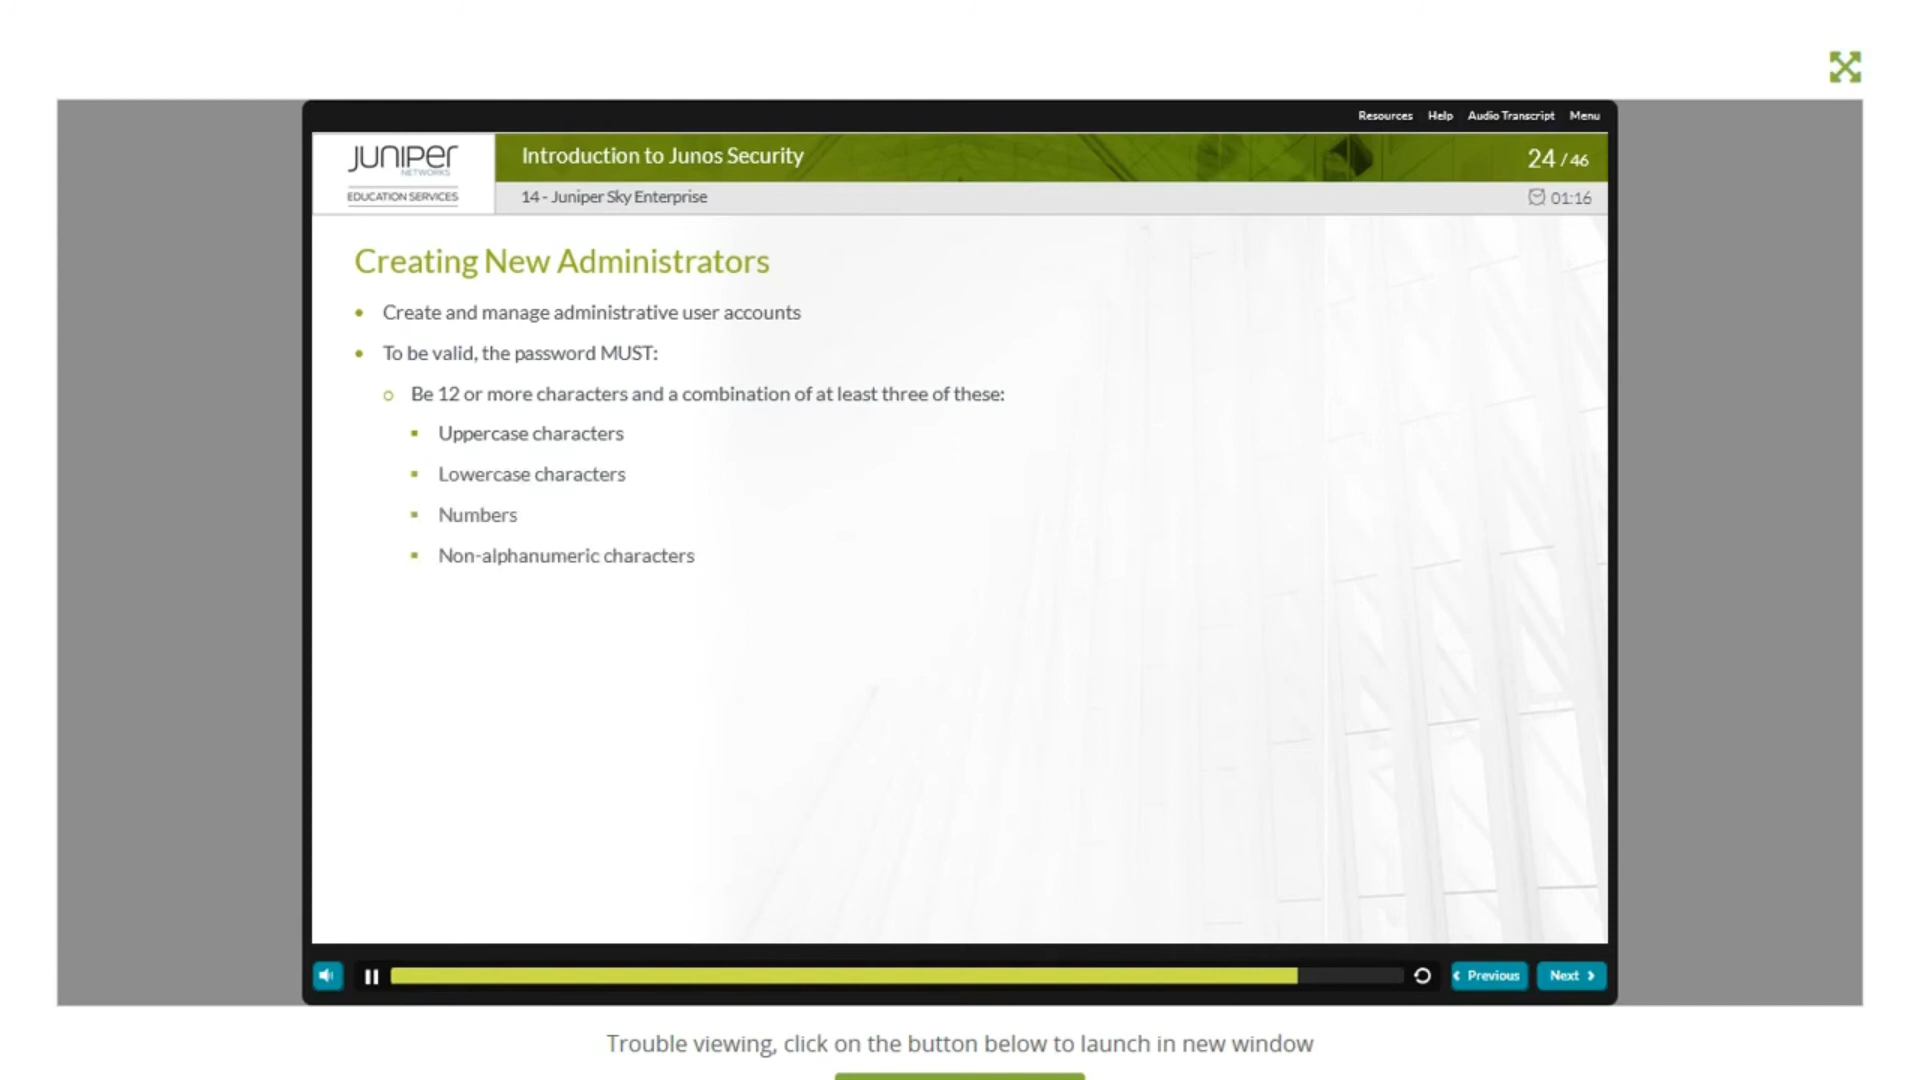 Resources Help Audio Transcript Menu
JUNIPER
NETWORKS
EDUCATION SERVICES
Introduction to Junos Security
24 / 46
14 - Juniper Sky Enterprise
01:16
Creating New Administrators
• Create and manage administrative user accounts
• To be valid, the password MUST:
o Be 12 or more characters and a combination of at least three of these:
▪ Uppercase characters
▪ Lowercase characters
▪ Numbers
▪ Non-alphanumeric characters
Previous Next
Trouble viewing, click on the button below to launch in new window